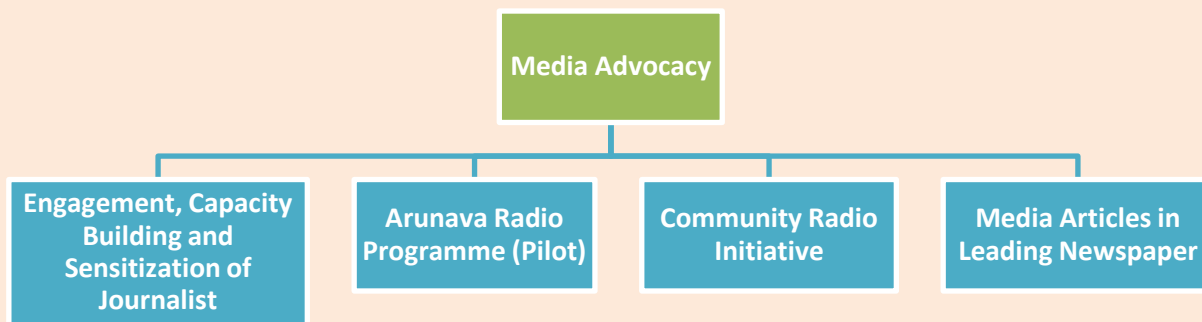 Media Advocacy
Engagement, Capacity
Building and
Sensitization of
Journalist
Arunava Radio
Programme (Pilot)
Community Radio
Initiative
Media Articles in
Leading Newspaper